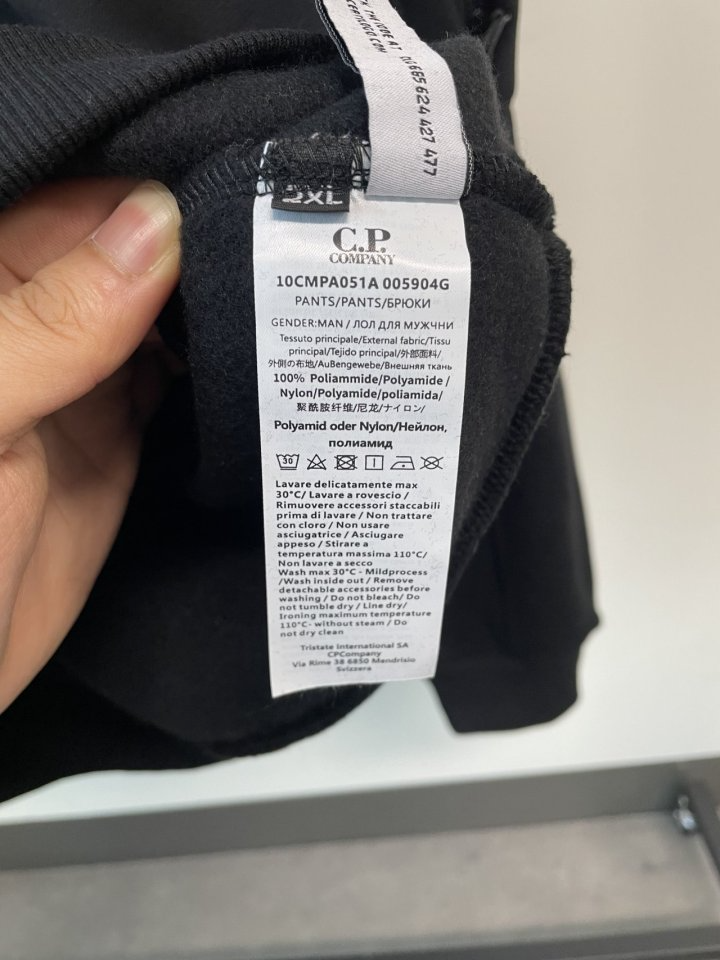 THE CODE AT
CERTILOGO.COM
685 624 427 477
2XL
C.P.
COMPANY
10CMPA051A 005904G
PANTS/PANTS/БРЮКИ
GENDER:MAN / ЛОЛ ДЛЯ МУЖЧНИ
Tessuto principale/External fabric/Tissu
principal/Tejido principal/外部面料/
外側の布地/AuBengewebe/Внешняя ткань
100% Poliammide/Polyamide /
Nylon/Polyamide/poliamida/
聚酰胺纤维/尼龙/ナイロン/
Polyamid oder Nylon/Нейлон,
полиамид
30
Lavare delicatamente max
30°C/ Lavare a rovescio /
Rimuovere accessori staccabili
prima di lavare / Non trattare
con cloro / Non usare
asciugatrice / Asciugare
appeso / Stirare a
temperatura massima 110°C/
Non lavare a secco
Wash max 30°C - Mildprocess
/Wash inside out / Remove
detachable accessories before
washing / Do not bleach/ Do
not tumble dry / Line dry/
Ironing maximum temperature
110°C- without steam / Do
not dry clean
Tristate International SA
CPCompany
Via Rime 38 6850 Mendrisio
Svizzera